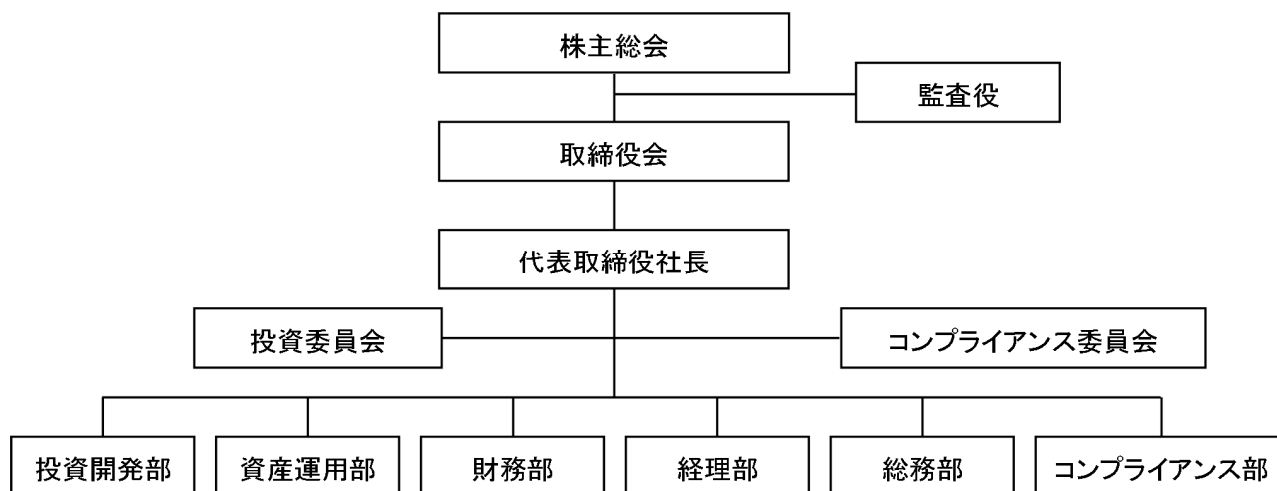 株主総会
監査役
取締役会
代表取締役社長
投資委員会
コンプライアンス委員会
投資開発部
資産運用部
財務部
経理部
総務部
コンプライアンス部